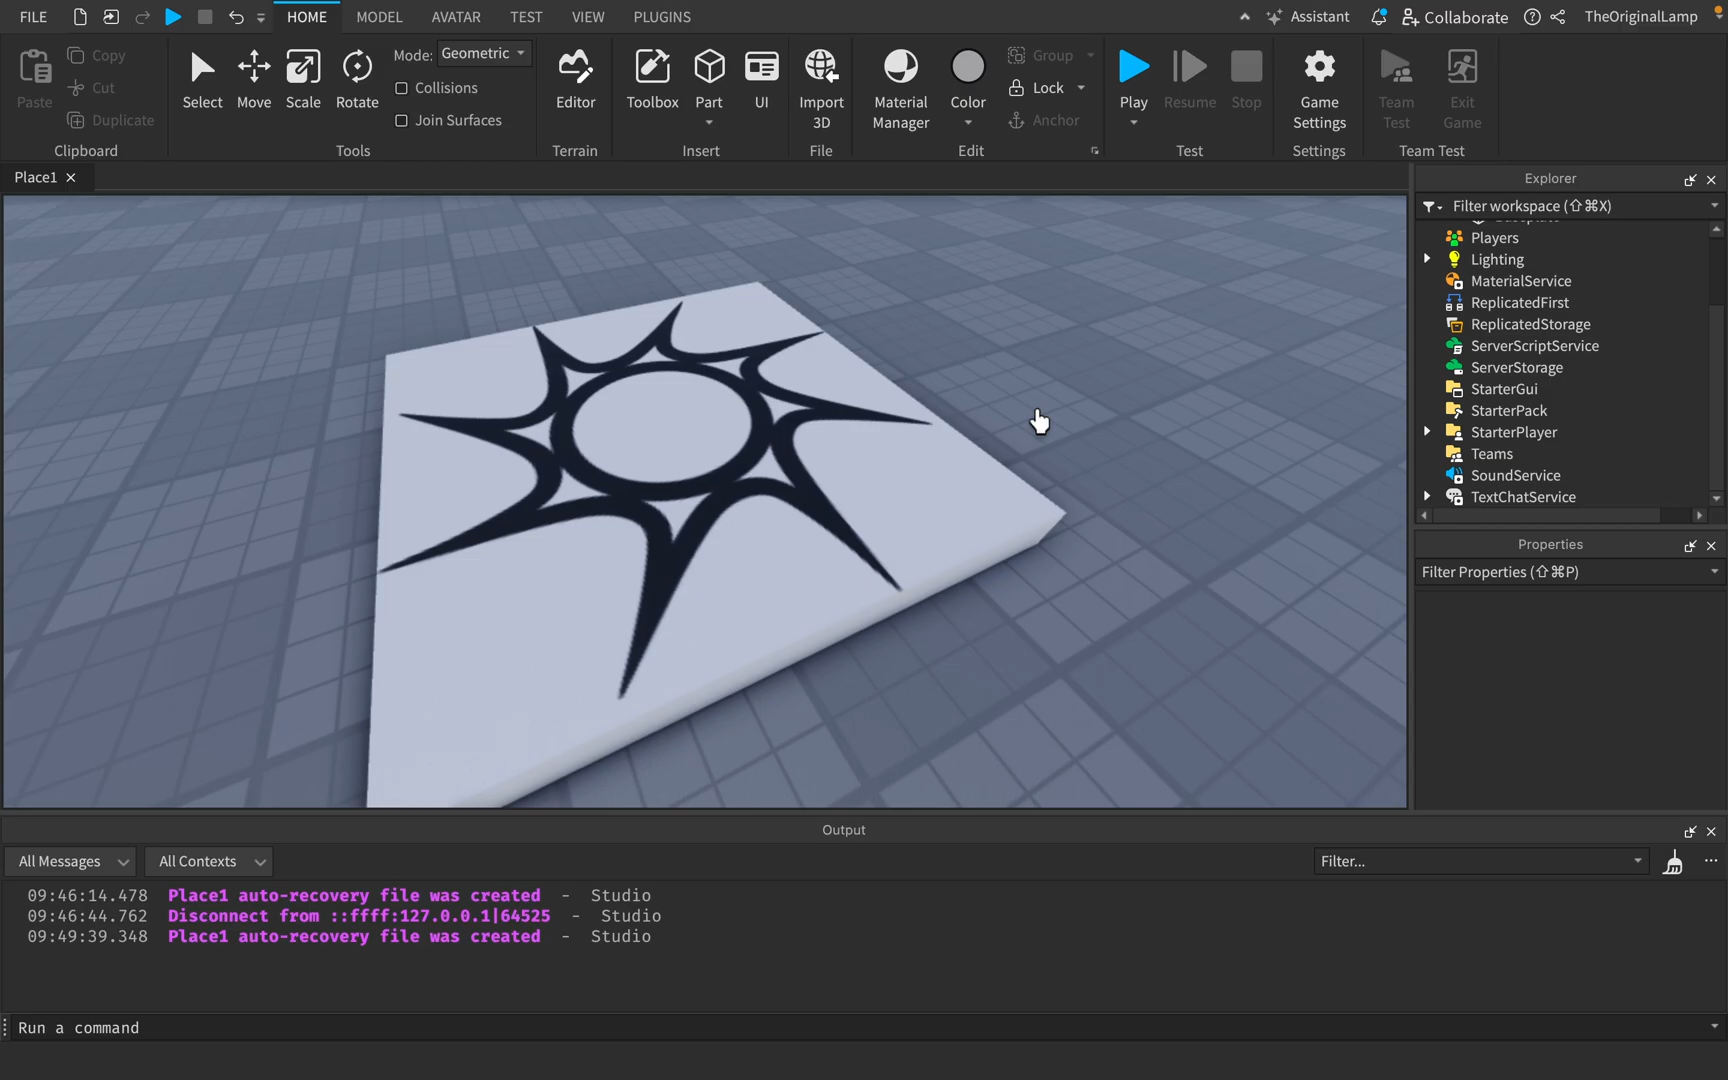 FILE HOME MODEL AVATAR TEST VIEW PLUGINS Assistant Collaborate TheOriginalLamp
Paste Copy Cut Duplicate
Clipboard
Select Move Scale Rotate
Mode: Geometric
Collisions
Join Surfaces
Tools
Editor
Terrain
Toolbox Part UI
Insert
Import
3D
File
Material
Manager
Color
Group
Lock
Anchor
Edit
Play Resume Stop
Test
Game
Settings
Settings
Team
Test
Exit
Game
Team Test
Place1
Explorer
Filter workspace (⇧⌘X)
Players
Lighting
MaterialService
ReplicatedFirst
ReplicatedStorage
ServerScriptService
ServerStorage
StarterGui
StarterPack
StarterPlayer
Teams
SoundService
TextChatService
Properties
Filter Properties (⇧⌘P)
Output
All Messages All Contexts Filter...
09:46:14.478 Place1 auto-recovery file was created - Studio
09:46:44.762 Disconnect from ::ffff:127.0.0.1|64525 - Studio
09:49:39.348 Place1 auto-recovery file was created - Studio
Run a command